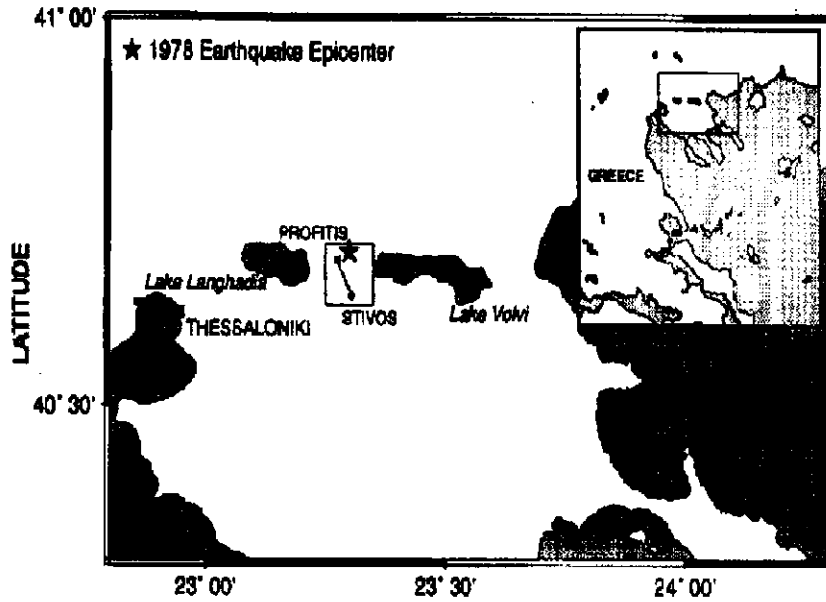 41° 00'
★ 1978 Earthquake Epicenter
GREECE
PROFITIS
Lake Langhadia
THESSALONIKI
STIVOS
Lake Volvi
LATITUDE
40° 30'
23° 00'
23° 30'
24° 00'